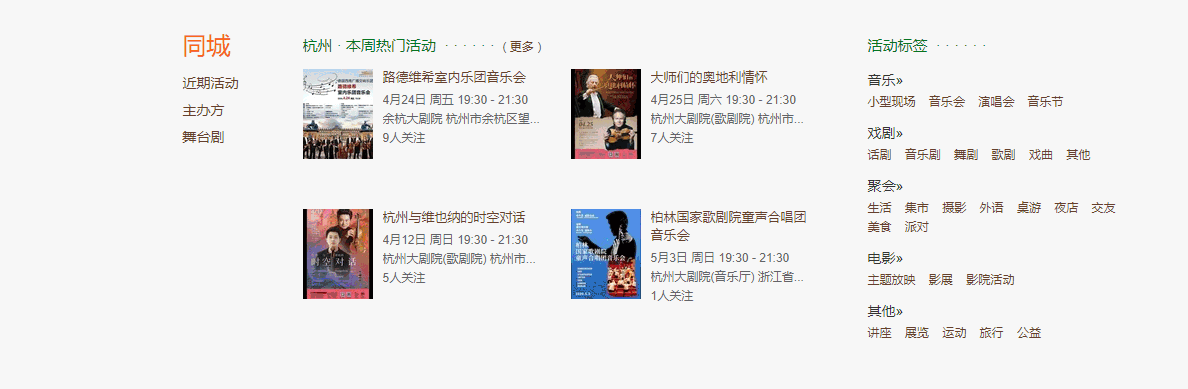 同城
近期活动
主办方
舞台剧
杭州 · 本周热门活动 · · · · · · ( 更多 )
路德维希室内乐团音乐会
4月24日 周五 19:30 - 21:30
余杭大剧院 杭州市余杭区望...
9人关注
大师们的奥地利情怀
4月25日 周六 19:30 - 21:30
杭州大剧院(歌剧院) 杭州市...
7人关注
杭州与维也纳的时空对话
4月12日 周日 19:30 - 21:30
杭州大剧院(歌剧院) 杭州市...
5人关注
柏林国家歌剧院童声合唱团
音乐会
5月3日 周日 19:30 - 21:30
杭州大剧院(音乐厅) 浙江省...
1人关注
活动标签 · · · · · ·
音乐»
小型现场 音乐会 演唱会 音乐节
戏剧»
话剧 音乐剧 舞剧 歌剧 戏曲 其他
聚会»
生活 集市 摄影 外语 桌游 夜店 交友
美食 派对
电影»
主题放映 影展 影院活动
其他»
讲座 展览 运动 旅行 公益